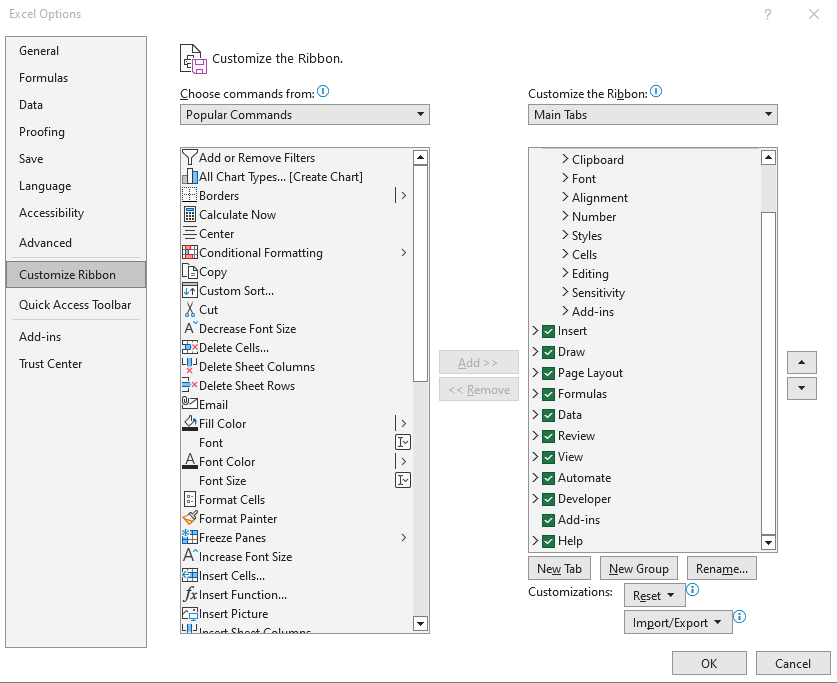 Excel Options
?
General
Formulas
Data
Proofing
Save
Language
Accessibility
Advanced
Customize Ribbon
Quick Access Toolbar
Add-ins
Trust Center
Customize the Ribbon.
Choose commands from:
Popular Commands
Add or Remove Filters
All Chart Types... [Create Chart]
Borders
Calculate Now
Center
Conditional Formatting
Copy
Custom Sort...
Cut
Decrease Font Size
Delete Cells...
Delete Sheet Columns
Delete Sheet Rows
Email
Fill Color
Font
Font Color
Font Size
Format Cells
Format Painter
Freeze Panes
Increase Font Size
Insert Cells...
Insert Function...
Insert Picture
Insert Sheet Columns
Add >>
<< Remove
Customize the Ribbon:
Main Tabs
Clipboard
Font
Alignment
Number
Styles
Cells
Editing
Sensitivity
Add-ins
Insert
Draw
Page Layout
Formulas
Data
Review
View
Automate
Developer
Add-ins
Help
New Tab New Group Rename...
Customizations: Reset
Import/Export
OK Cancel